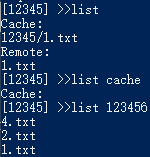 [12345] >>list
Cache:
12345/1.txt
Remote:
1.txt
[12345] >>list cache
Cache:
[12345] >>list 123456
4.txt
2.txt
1.txt